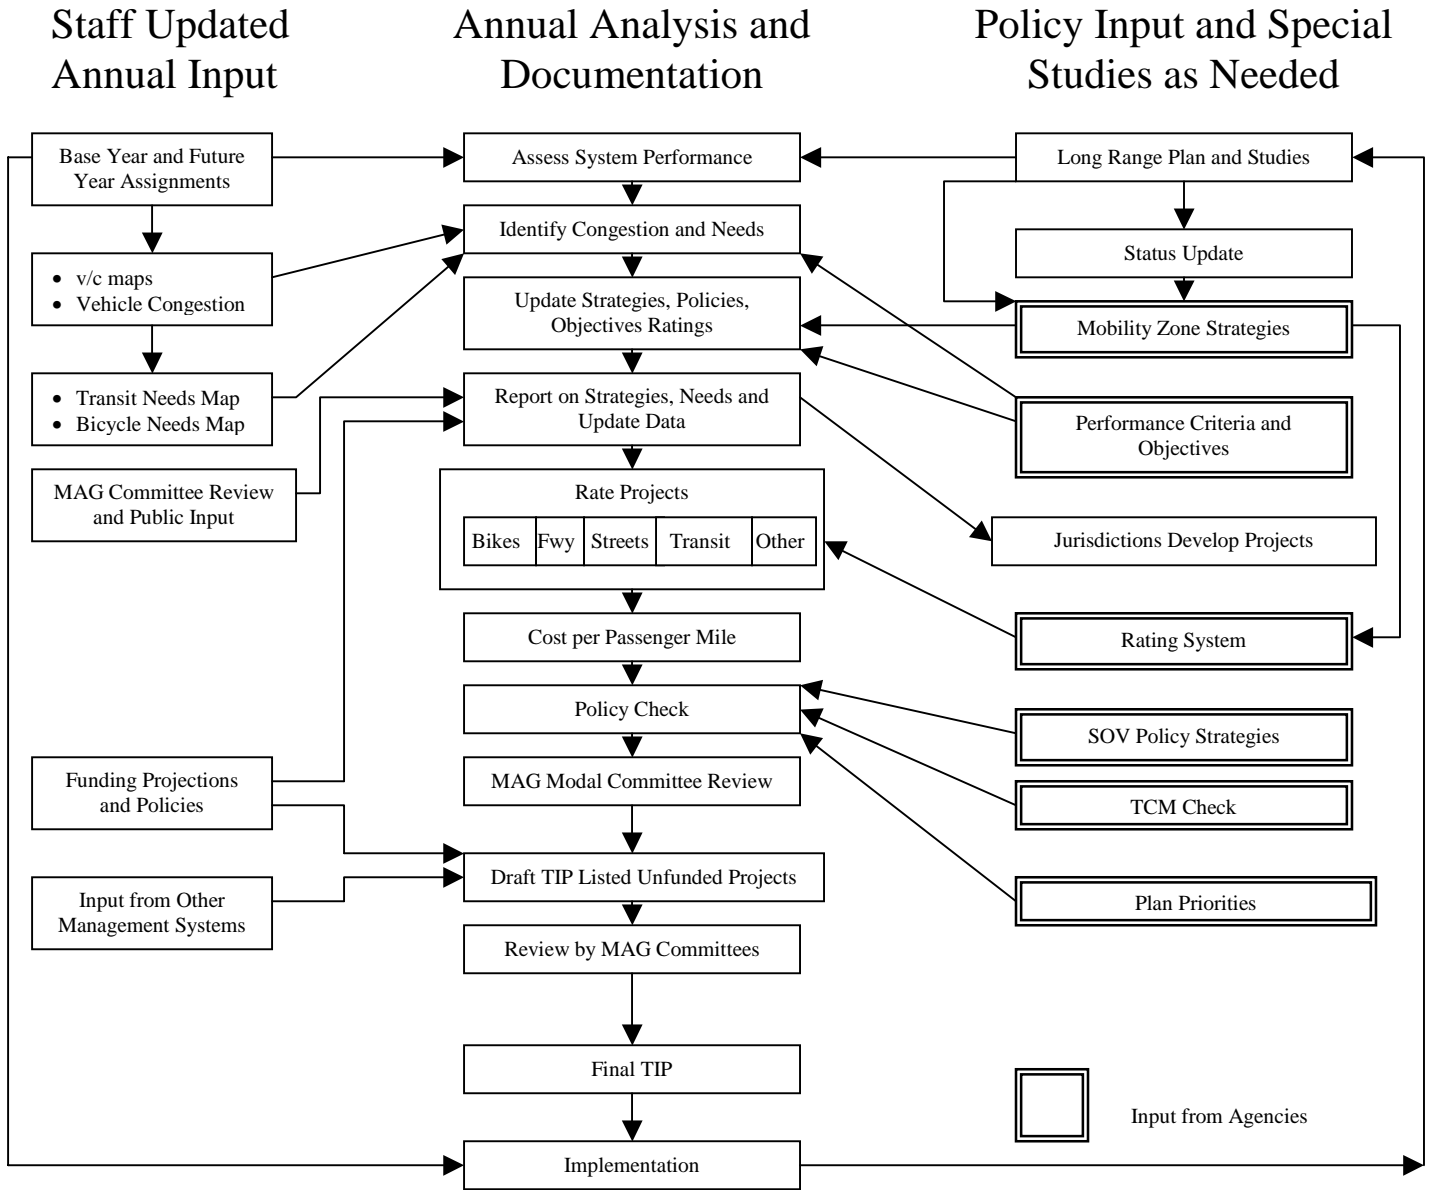 Staff Updated
Annual Input
Annual Analysis and
Documentation
Policy Input and Special
Studies as Needed
Base Year and Future
Year Assignments
• v/c maps
• Vehicle Congestion
• Transit Needs Map
• Bicycle Needs Map
MAG Committee Review
and Public Input
Funding Projections
and Policies
Input from Other
Management Systems
Assess System Performance
Identify Congestion and Needs
Update Strategies, Policies,
Objectives Ratings
Report on Strategies, Needs and
Update Data
Rate Projects
Bikes Fwy Streets Transit Other
Cost per Passenger Mile
Policy Check
MAG Modal Committee Review
Draft TIP Listed Unfunded Projects
Review by MAG Committees
Final TIP
Implementation
Long Range Plan and Studies
Status Update
Mobility Zone Strategies
Performance Criteria and
Objectives
Jurisdictions Develop Projects
Rating System
SOV Policy Strategies
TCM Check
Plan Priorities
Input from Agencies